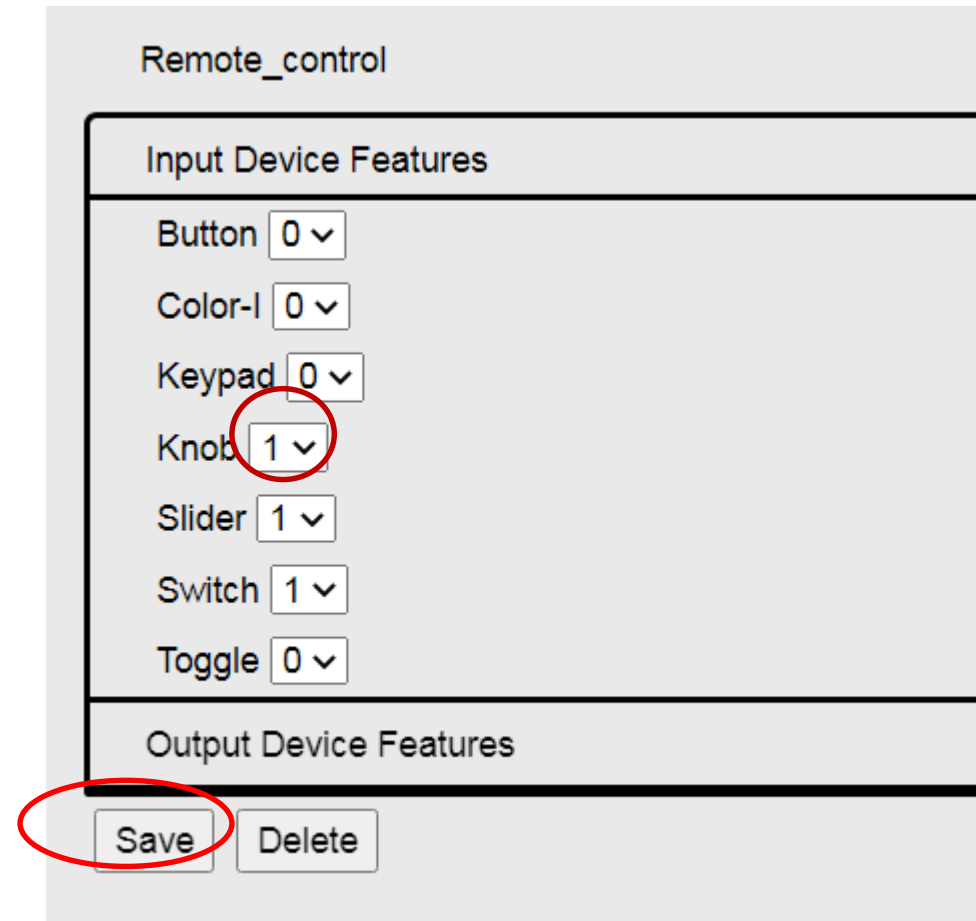 Remote_control
Input Device Features
Button 0
Color-I 0
Keypad 0
Knob 1
Slider 1
Switch 1
Toggle 0
Output Device Features
Save Delete